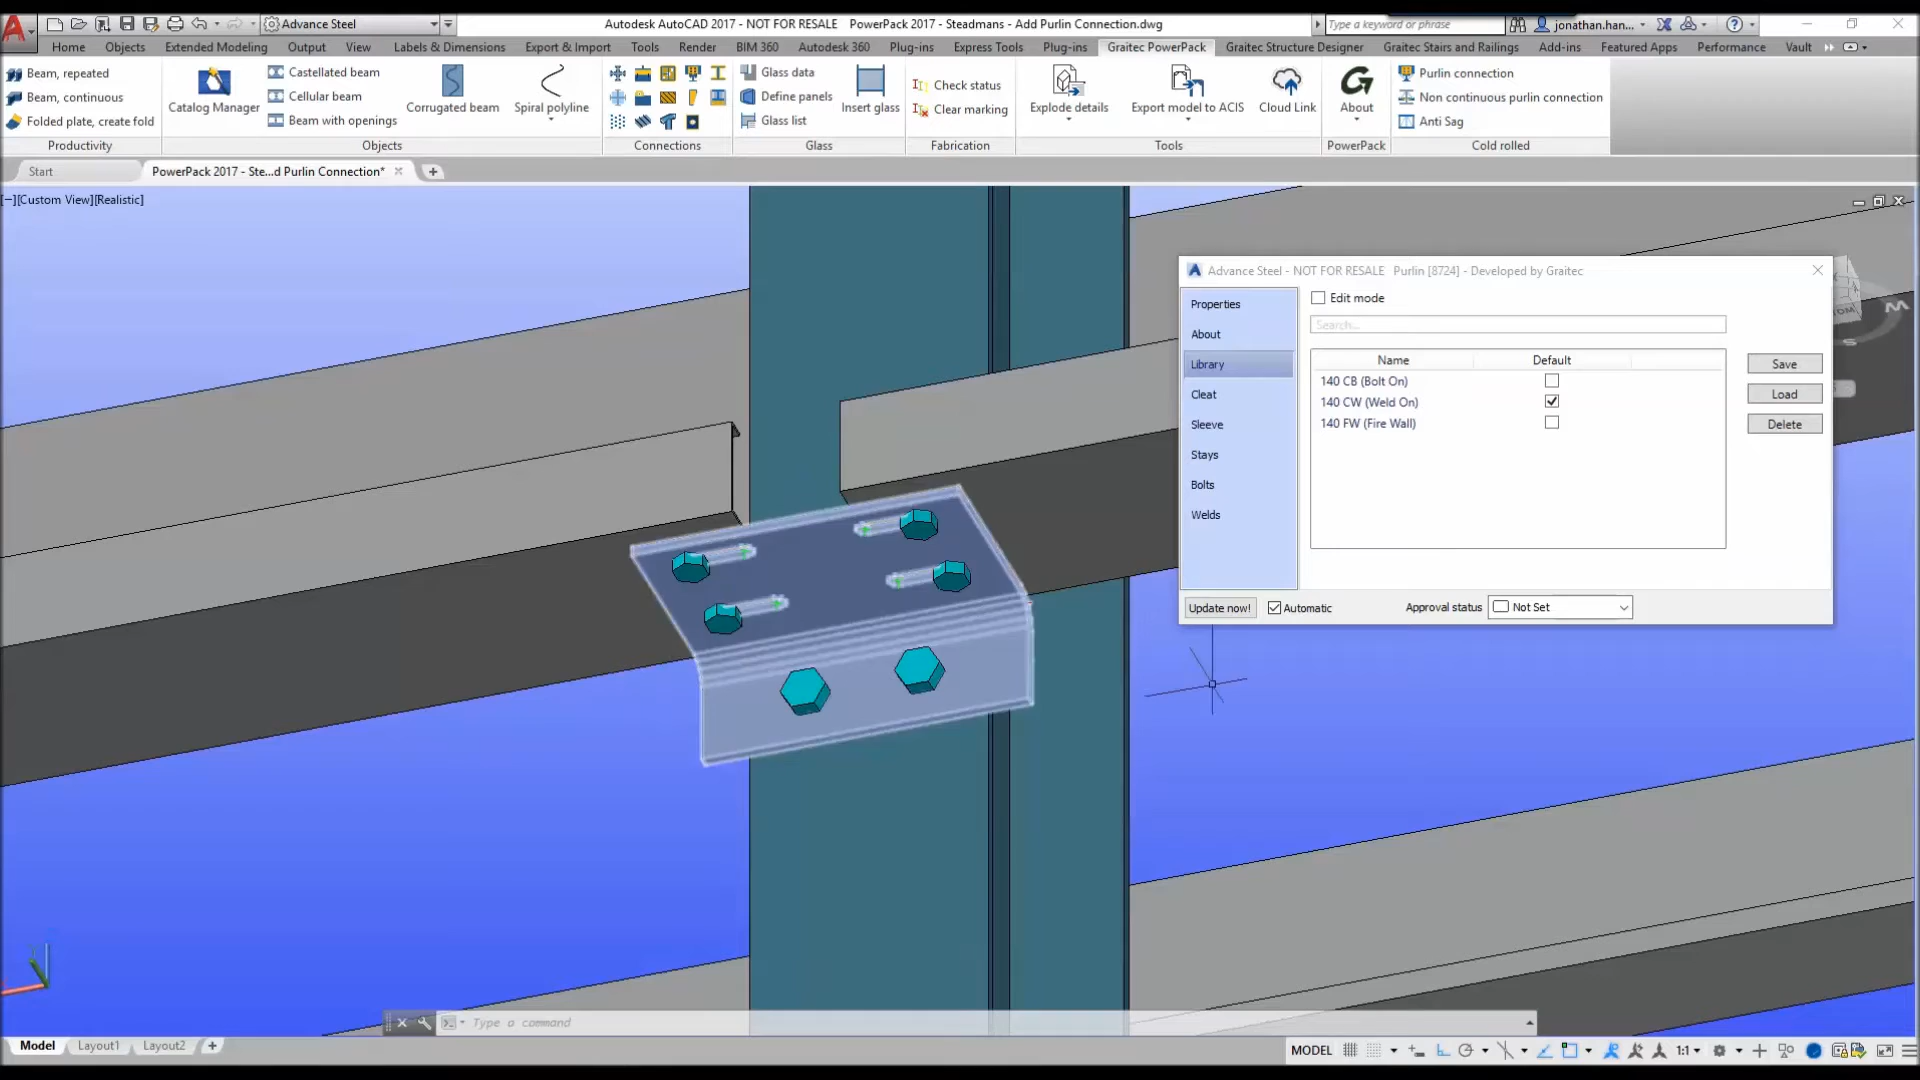 Advance Steel
Autodesk AutoCAD 2017 - NOT FOR RESALE PowerPack 2017 - Steadmans - Add Purlin Connection.dwg
Type a keyword or phrase
jonathan.han...
Home Objects Extended Modeling Output View Labels & Dimensions Export & Import Tools Render BIM 360 Autodesk 360 Plug-ins Express Tools Plug-ins Graitec PowerPack Graitec Structure Designer Graitec Stairs and Railings Add-ins Featured Apps Performance Vault
Beam, repeated
Beam, continuous
Folded plate, create fold
Productivity
Catalog Manager
Castellated beam
Cellular beam
Beam with openings
Corrugated beam
Spiral polyline
Objects
Connections
Glass data
Define panels
Glass list
Insert glass
Glass
Check status
Clear marking
Fabrication
Explode details
Export model to ACIS
Cloud Link
Tools
About
PowerPack
Purlin connection
Non continuous purlin connection
Anti Sag
Cold rolled
Start
PowerPack 2017 - Ste...d Purlin Connection*
[−][Custom View][Realistic]
Advance Steel - NOT FOR RESALE Purlin [8724] - Developed by Graitec
Properties
About
Library
Cleat
Sleeve
Stays
Bolts
Welds
Edit mode
Search...
Name Default
140 CB (Bolt On)
140 CW (Weld On)
140 FW (Fire Wall)
Save
Load
Delete
Update now!
Automatic
Approval status
Not Set
S
Type a command
Model Layout1 Layout2
MODEL
1:1